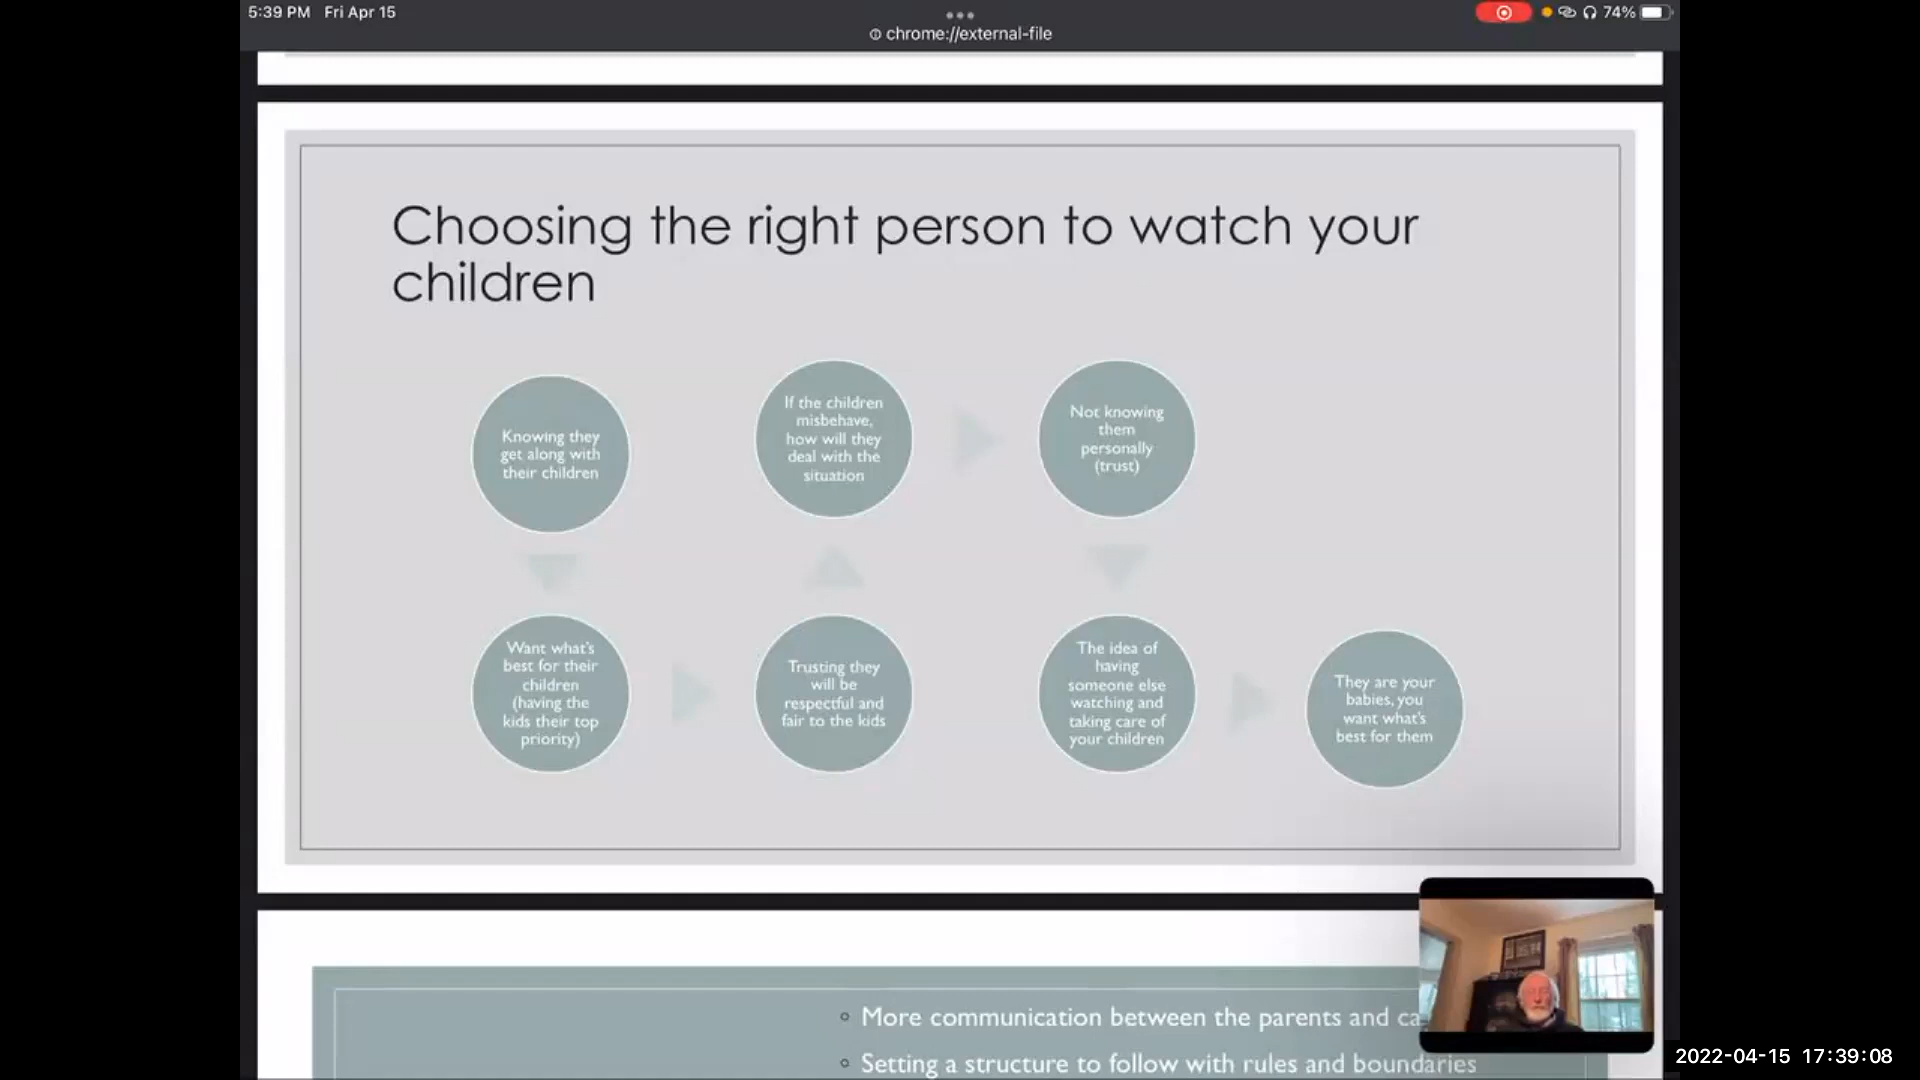 5:39 PM Fri Apr 15
74%
chrome://external-file
Choosing the right person to watch your
children
Knowing they
get along with
their children
Want what's
best for their
children
(having the
kids their top
priority)
Trusting they
will be
respectful and
fair to the kids
If the children
misbehave,
how will they
deal with the
situation
Not knowing
them
personally
(trust)
The idea of
having
someone else
watching and
taking care of
your children
They are your
babies, you
want what's
best for them
More communication between the parents and
Setting a structure to follow with rules and boundaries
2022-04-15 17:39:08